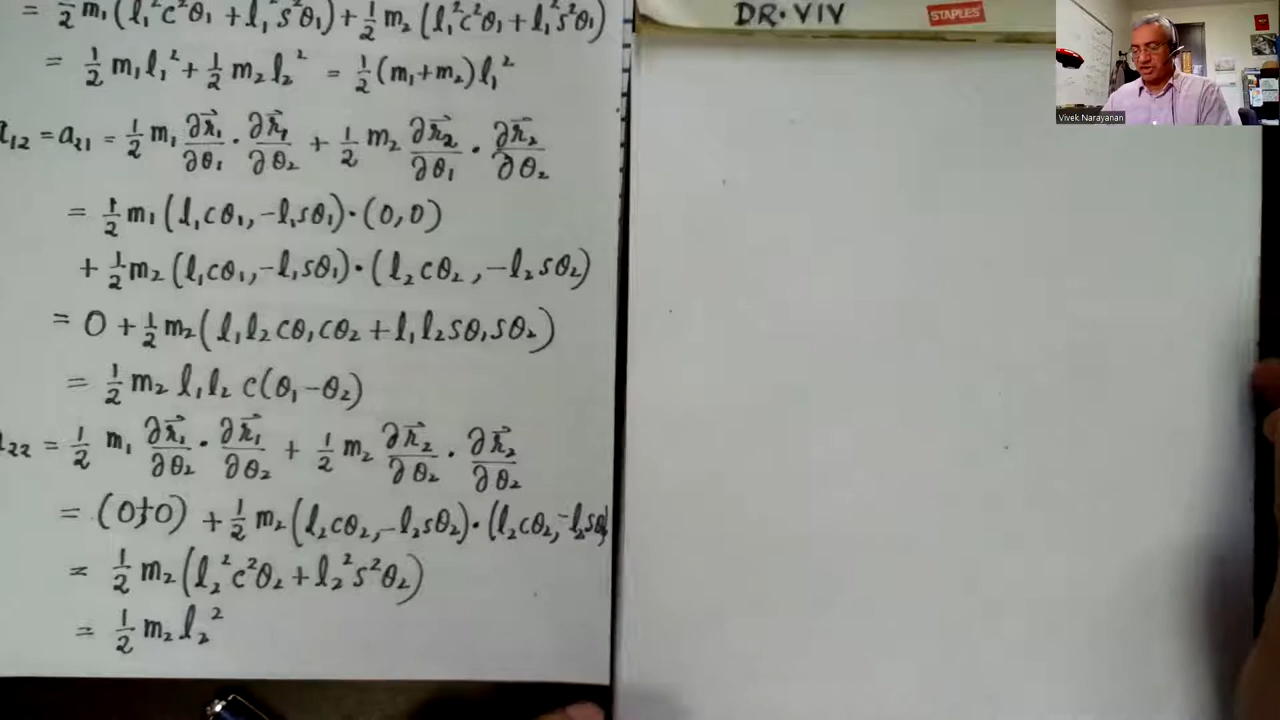 = 1/2 m₁(l₁²c²θ₁ + l₁²s²θ₁) + 1/2 m₂(l₁²c²θ₁ + l₁²s²θ₁)
= 1/2 m₁l₁² + 1/2 m₂l₂² = 1/2(m₁+m₂)l₁²
a₁₂ = a₂₁ = 1/2 m₁ ∂r⃗₁/∂θ₁ · ∂r⃗₁/∂θ₂ + 1/2 m₂ ∂r⃗₂/∂θ₁ · ∂r⃗₂/∂θ₂
= 1/2 m₁(l₁cθ₁, -l₁sθ₁)·(0,0)
+ 1/2 m₂(l₁cθ₁, -l₁sθ₁)·(l₂cθ₂, -l₂sθ₂)
= 0 + 1/2 m₂(l₁l₂cθ₁cθ₂ + l₁l₂sθ₁sθ₂)
= 1/2 m₂ l₁l₂ c(θ₁-θ₂)
a₂₂ = 1/2 m₁ ∂r⃗₁/∂θ₂ · ∂r⃗₁/∂θ₂ + 1/2 m₂ ∂r⃗₂/∂θ₂ · ∂r⃗₂/∂θ₂
= (0+0) + 1/2 m₂(l₂cθ₂, -l₂sθ₂)·(l₂cθ₂, -l₂sθ₂)
= 1/2 m₂(l₂²c²θ₂ + l₂²s²θ₂)
= 1/2 m₂l₂²
DR·VIV
STAPLES
Vivek Narayanan